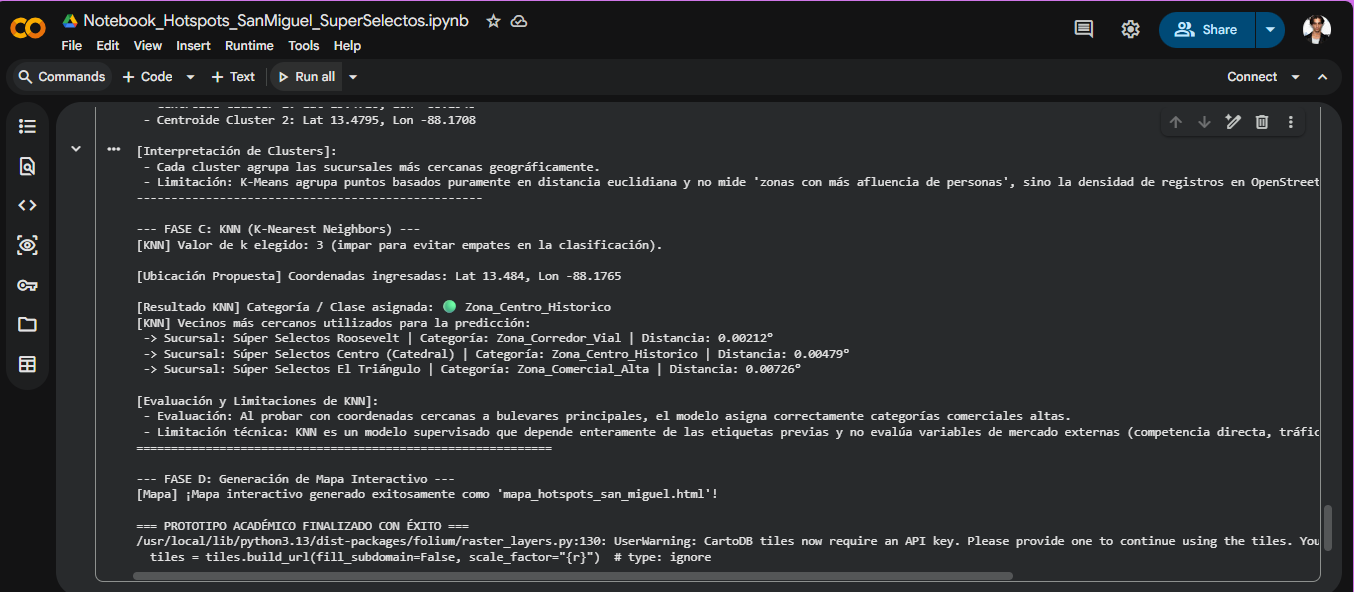 CO Notebook_Hotspots_SanMiguel_SuperSelectos.ipynb
File Edit View Insert Runtime Tools Help
Share
Commands + Code + Text Run all
Connect
- Centroide Cluster 2: Lat 13.4795, Lon -88.1708
[Interpretación de Clusters]:
- Cada cluster agrupa las sucursales más cercanas geográficamente.
- Limitación: K-Means agrupa puntos basados puramente en distancia euclidiana y no mide 'zonas con más afluencia de personas', sino la densidad de registros en OpenStreet
--------------------------------------------------
--- FASE C: KNN (K-Nearest Neighbors) ---
[KNN] Valor de k elegido: 3 (impar para evitar empates en la clasificación).
[Ubicación Propuesta] Coordenadas ingresadas: Lat 13.484, Lon -88.1765
[Resultado KNN] Categoría / Clase asignada: 🟢 Zona_Centro_Historico
[KNN] Vecinos más cercanos utilizados para la predicción:
-> Sucursal: Súper Selectos Roosevelt | Categoría: Zona_Corredor_Vial | Distancia: 0.00212°
-> Sucursal: Súper Selectos Centro (Catedral) | Categoría: Zona_Centro_Historico | Distancia: 0.00479°
-> Sucursal: Súper Selectos El Triángulo | Categoría: Zona_Comercial_Alta | Distancia: 0.00726°
[Evaluación y Limitaciones de KNN]:
- Evaluación: Al probar con coordenadas cercanas a bulevares principales, el modelo asigna correctamente categorías comerciales altas.
- Limitación técnica: KNN es un modelo supervisado que depende enteramente de las etiquetas previas y no evalúa variables de mercado externas (competencia directa, tráfic
============================================================
--- FASE D: Generación de Mapa Interactivo ---
[Mapa] ¡Mapa interactivo generado exitosamente como 'mapa_hotspots_san_miguel.html'!
=== PROTOTIPO ACADÉMICO FINALIZADO CON ÉXITO ===
/usr/local/lib/python3.13/dist-packages/folium/raster_layers.py:130: UserWarning: CartoDB tiles now require an API key. Please provide one to continue using the tiles. You
tiles = tiles.build_url(fill_subdomain=False, scale_factor="{r}")  # type: ignore